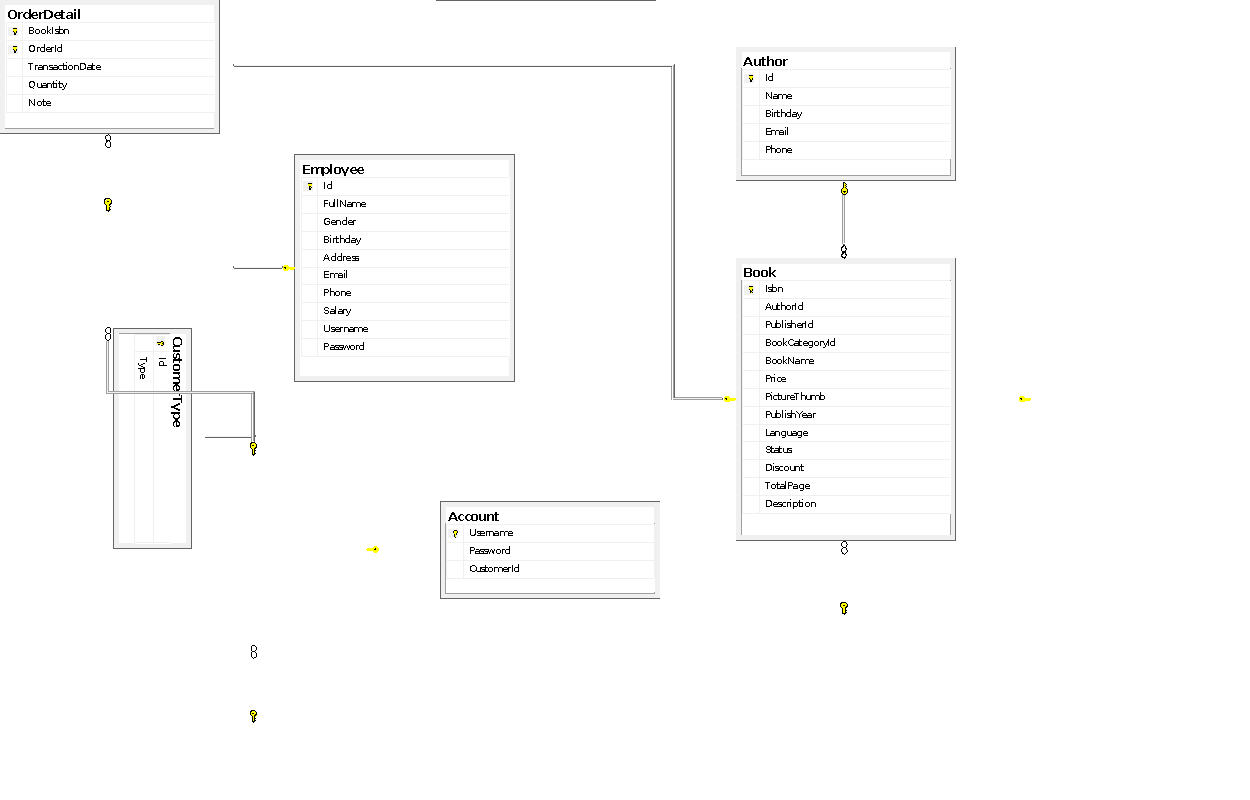 OrderDetail
BookIsbn
OrderId
TransactionDate
Quantity
Note
Author
Id
Name
Birthday
Email
Phone
Employee
Id
FullName
Gender
Birthday
Address
Email
Phone
Salary
Username
Password
Book
Isbn
AuthorId
PublisherId
BookCategoryId
BookName
Price
PictureThumb
PublishYear
Language
Status
Discount
TotalPage
Description
CustomerType
Id
Type
Account
Username
Password
CustomerId